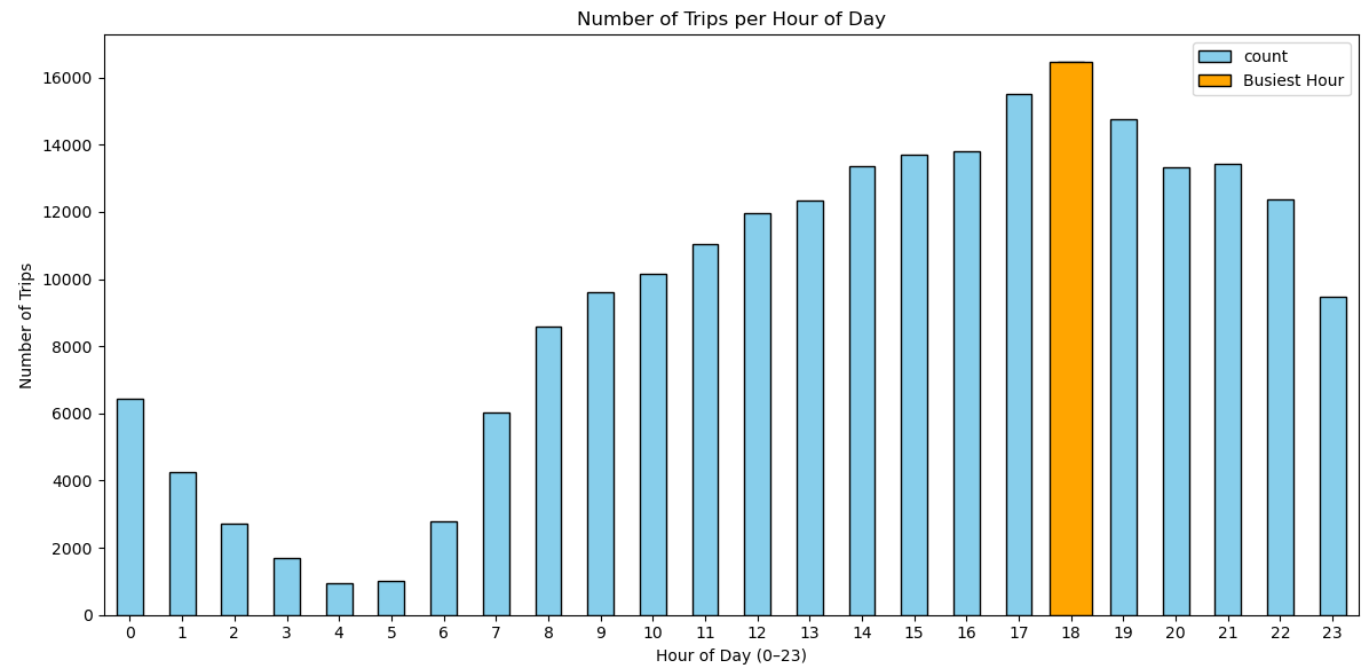 Number of Trips per Hour of Day
count
Busiest Hour
Number of Trips
16000
14000
12000
10000
8000
6000
4000
2000
0
0 1 2 3 4 5 6 7 8 9 10 11 12 13 14 15 16 17 18 19 20 21 22 23
Hour of Day (0–23)